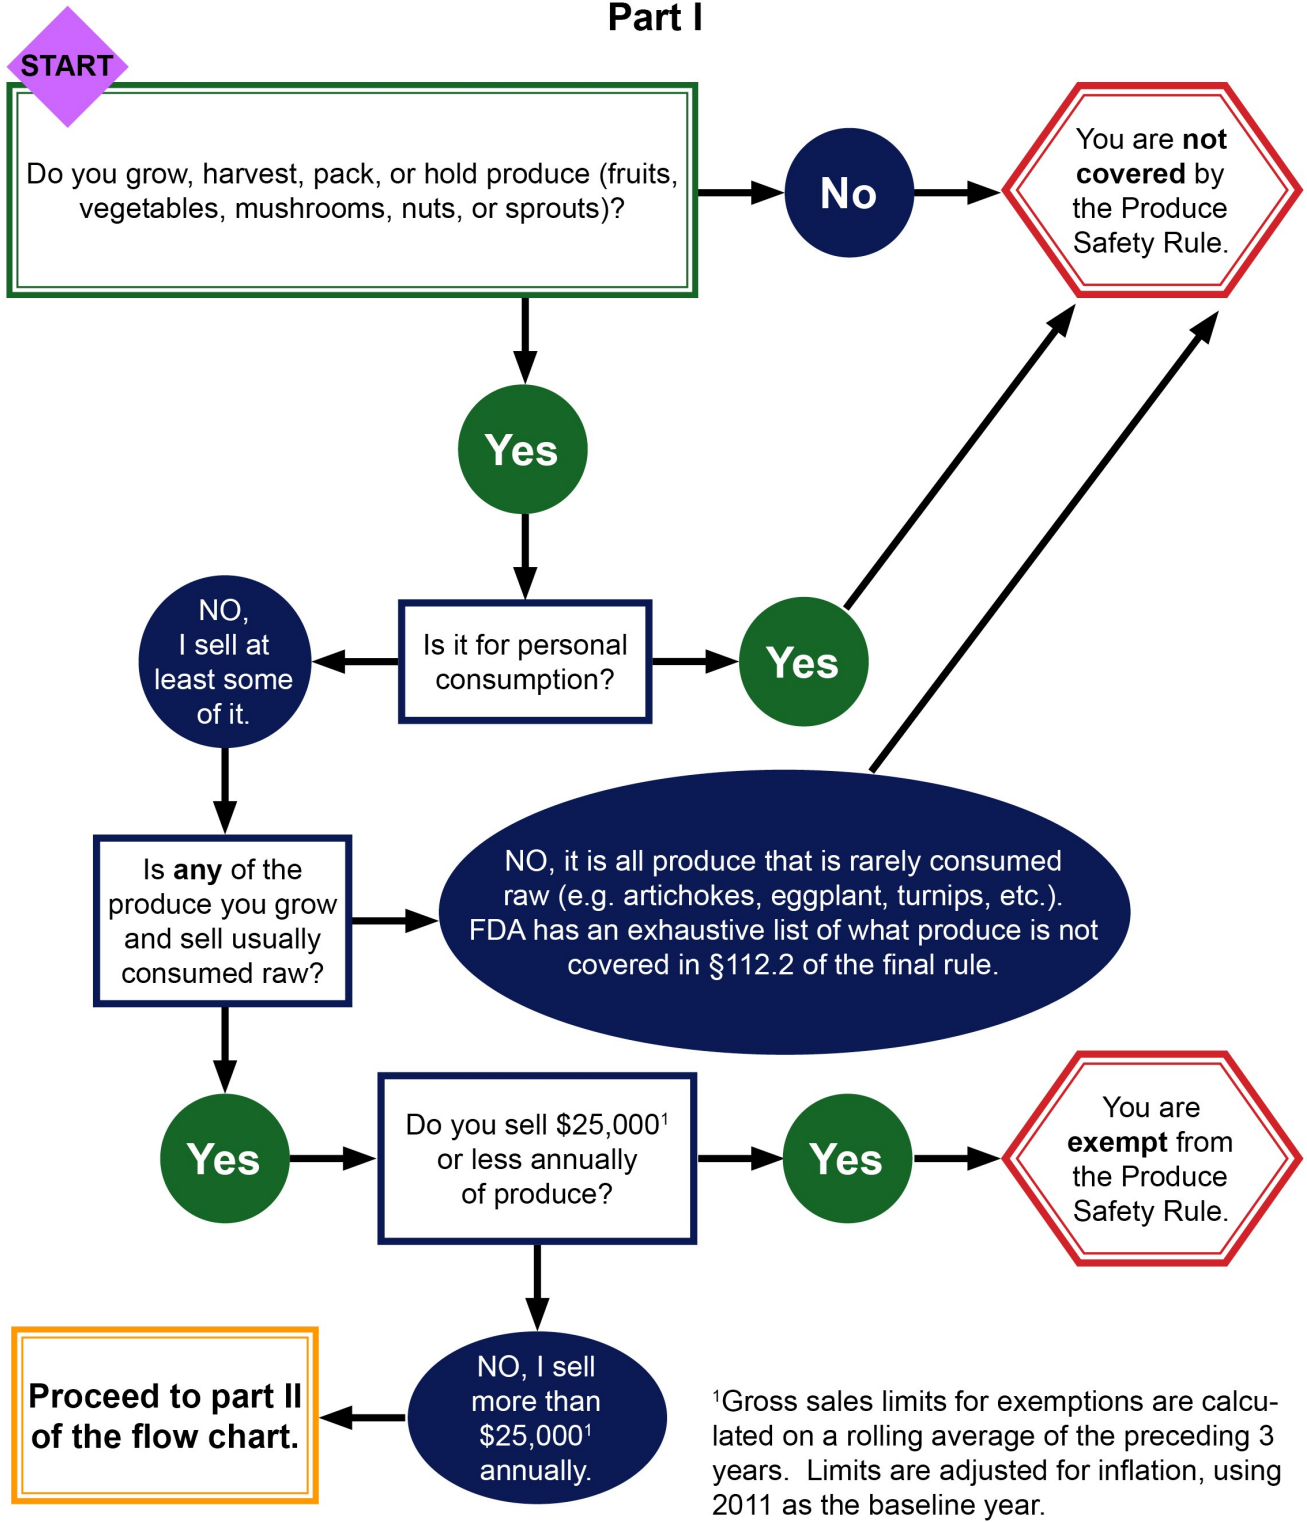 Part I
START
Do you grow, harvest, pack, or hold produce (fruits,
vegetables, mushrooms, nuts, or sprouts)?
No
You are not
covered by
the Produce
Safety Rule.
Yes
NO,
I sell at
least some
of it.
Is it for personal
consumption?
Yes
Is any of the
produce you grow
and sell usually
consumed raw?
NO, it is all produce that is rarely consumed
raw (e.g. artichokes, eggplant, turnips, etc.).
FDA has an exhaustive list of what produce is not
covered in §112.2 of the final rule.
Yes
Do you sell $25,000¹
or less annually
of produce?
Yes
You are
exempt from
the Produce
Safety Rule.
Proceed to part II
of the flow chart.
NO, I sell
more than
$25,000¹
annually.
¹Gross sales limits for exemptions are calcu-
lated on a rolling average of the preceding 3
years.  Limits are adjusted for inflation, using
2011 as the baseline year.